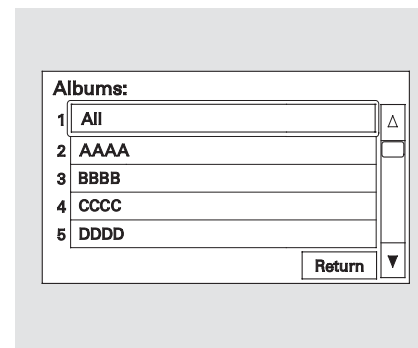 Albums:
1 All
2 AAAA
3 BBBB
4 CCCC
5 DDDD
Return